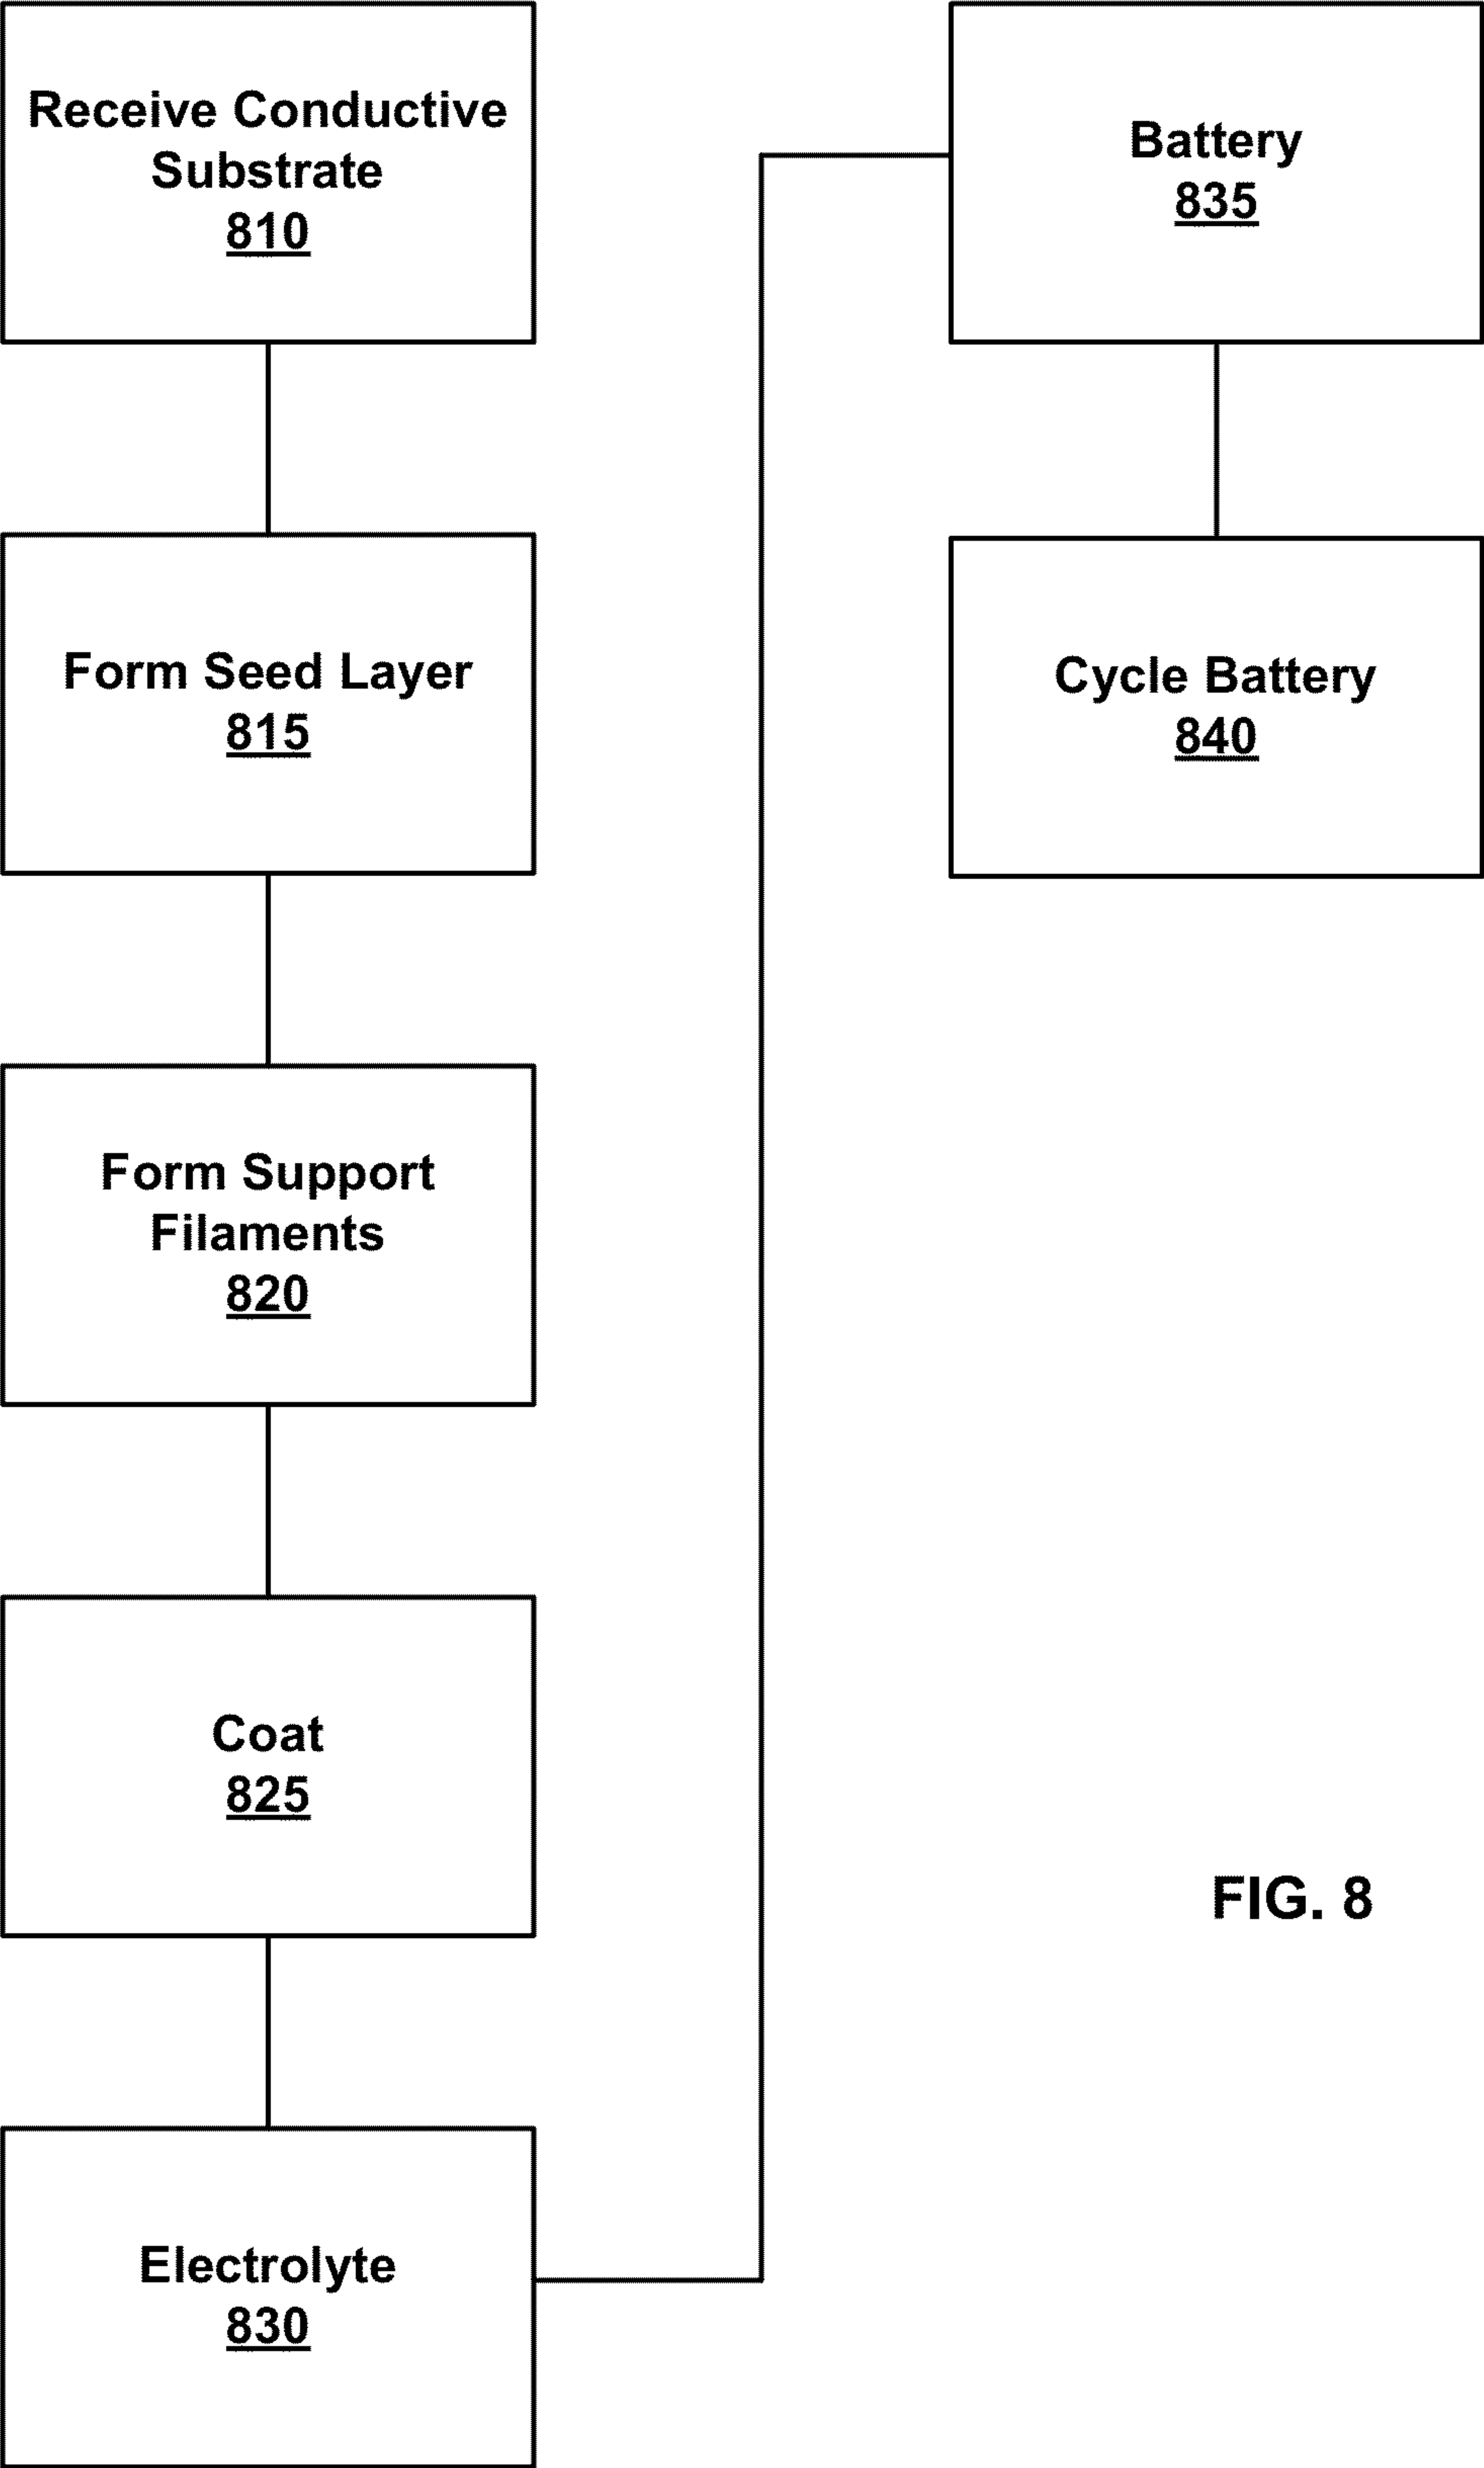 Receive Conductive
Substrate
810
Form Seed Layer
815
Form Support
Filaments
820
Coat
825
Electrolyte
830
Battery
835
Cycle Battery
840
FIG. 8